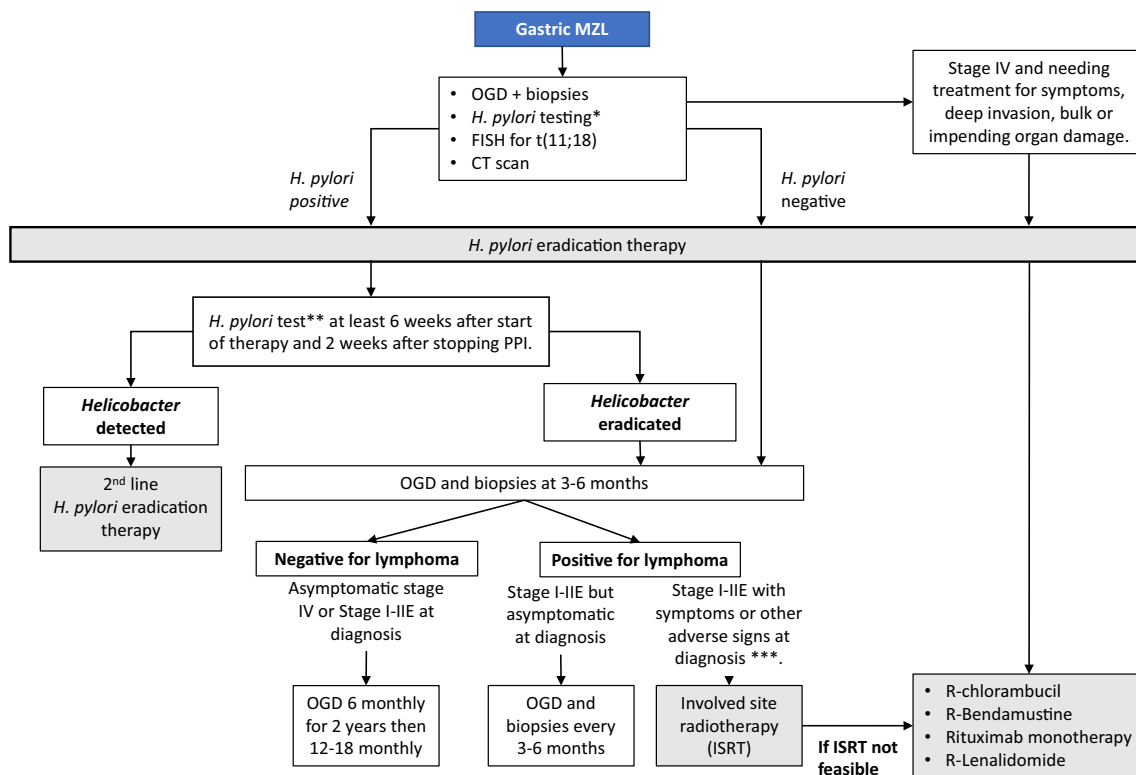 Gastric MZL
• OGD + biopsies
• H. pylori testing*
• FISH for t(11;18)
• CT scan
Stage IV and needing
treatment for symptoms,
deep invasion, bulk or
impending organ damage.
H. pylori
positive
H. pylori
negative
H. pylori eradication therapy
H. pylori test** at least 6 weeks after start
of therapy and 2 weeks after stopping PPI.
Helicobacter
detected
Helicobacter
eradicated
2nd line
H. pylori eradication
therapy
OGD and biopsies at 3-6 months
Negative for lymphoma
Positive for lymphoma
Asymptomatic stage
IV or Stage I-IIE at
diagnosis
Stage I-IIE but
asymptomatic
at diagnosis
Stage I-IIE with
symptoms or other
adverse signs at
diagnosis ***.
OGD 6 monthly
for 2 years then
12-18 monthly
OGD and
biopsies every
3-6 months
Involved site
radiotherapy
(ISRT)
If ISRT not
feasible
• R-chlorambucil
• R-Bendamustine
• Rituximab monotherapy
• R-Lenalidomide